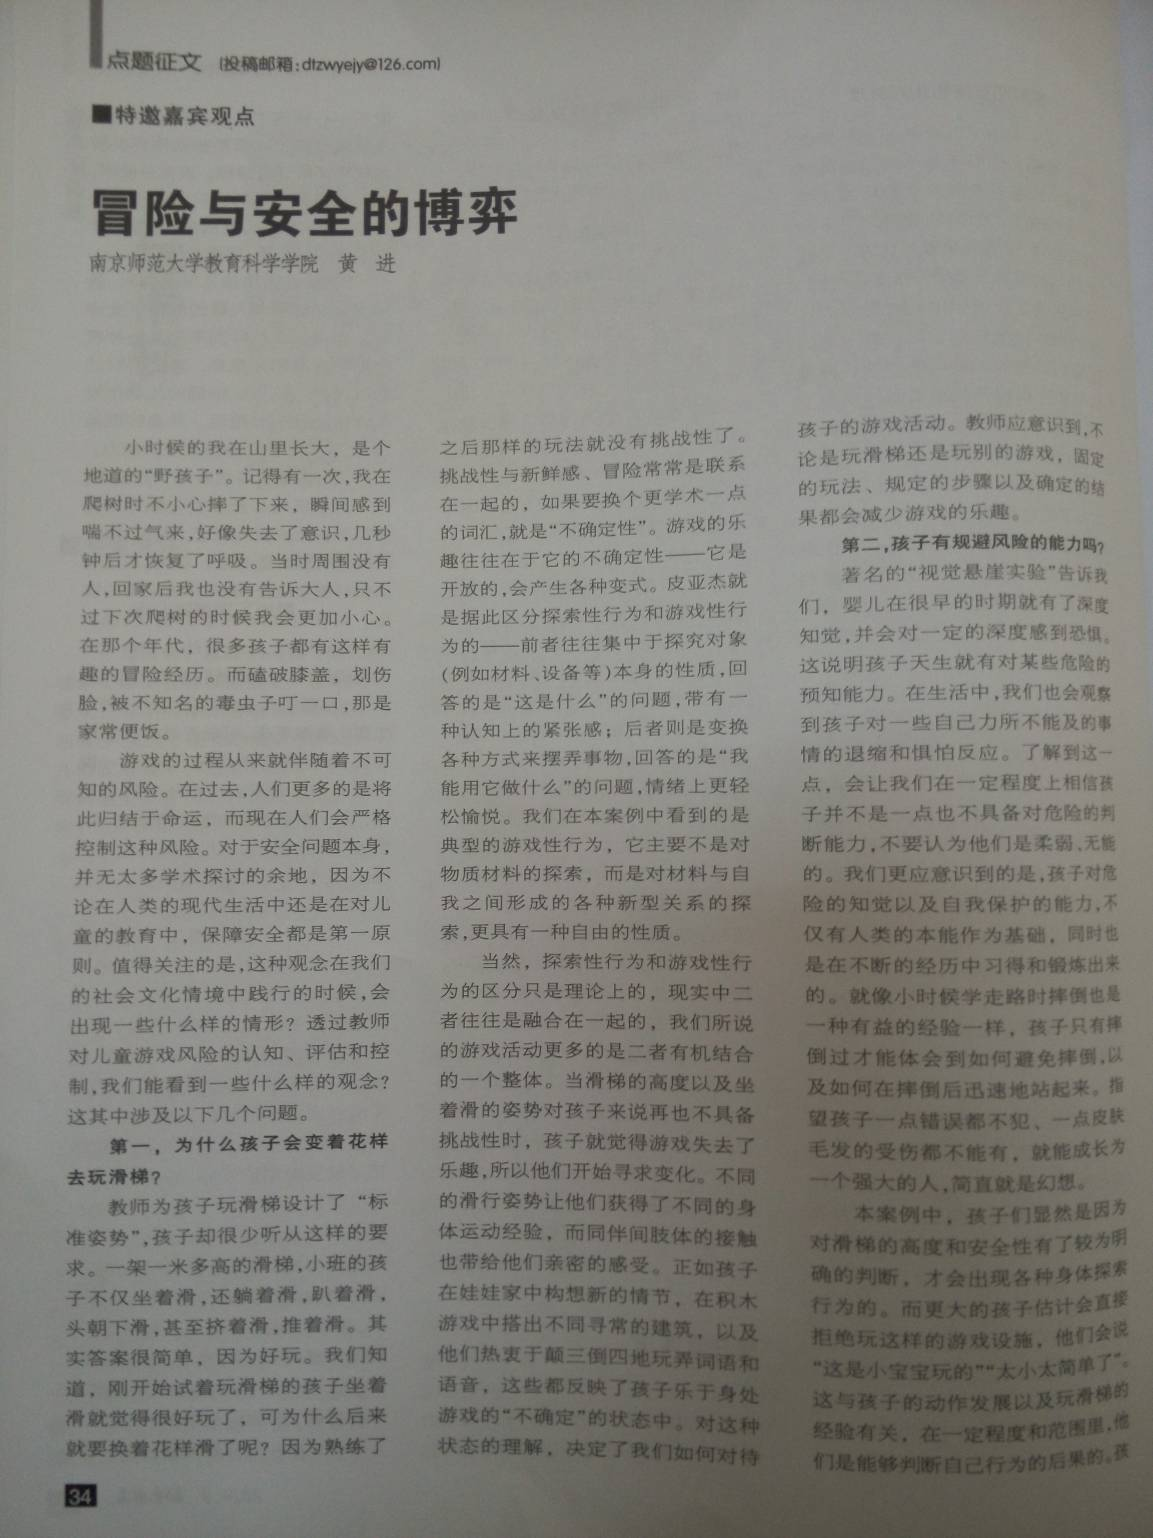 点题征文 (投稿邮箱:dtzwyejy@126.com)
■特邀嘉宾观点
冒险与安全的博弈
南京师范大学教育科学学院 黄 进
小时候的我在山里长大，是个
地道的“野孩子”。记得有一次,我在
爬树时不小心摔了下来，瞬间感到
喘不过气来,好像失去了意识,几秒
钟后才恢复了呼吸。当时周围没有
人,回家后我也没有告诉大人,只不
过下次爬树的时候我会更加小心。
在那个年代，很多孩子都有这样有
趣的冒险经历。而磕破膝盖，划伤
脸,被不知名的毒虫子叮一口,那是
家常便饭。
游戏的过程从来就伴随着不可
知的风险。在过去,人们更多的是将
此归结于命运，而现在人们会严格
控制这种风险。对于安全问题本身，
并无太多学术探讨的余地，因为不
论在人类的现代生活中还是在对儿
童的教育中，保障安全都是第一原
则。值得关注的是,这种观念在我们
的社会文化情境中践行的时候,会
出现一些什么样的情形？透过教师
对儿童游戏风险的认知、评估和控
制,我们能看到一些什么样的观念？
这其中涉及以下几个问题。
第一，为什么孩子会变着花样
去玩滑梯？
教师为孩子玩滑梯设计了“标
准姿势”,孩子却很少听从这样的要
求。一架一米多高的滑梯,小班的孩
子不仅坐着滑,还躺着滑,趴着滑，
头朝下滑,甚至挤着滑,推着滑。其
实答案很简单，因为好玩。我们知
道，刚开始试着玩滑梯的孩子坐着
滑就觉得很好玩了，可为什么后来
就要换着花样滑了呢？因为熟练了
之后那样的玩法就没有挑战性了。
挑战性与新鲜感、冒险常常是联系
在一起的，如果要换个更学术一点
的词汇,就是“不确定性”。游戏的乐
趣往往在于它的不确定性——它是
开放的,会产生各种变式。皮亚杰就
是据此区分探索性行为和游戏性行
为的——前者往往集中于探究对象
(例如材料、设备等)本身的性质,回
答的是“这是什么”的问题,带有一
种认知上的紧张感；后者则是变换
各种方式来摆弄事物,回答的是“我
能用它做什么”的问题,情绪上更轻
松愉悦。我们在本案例中看到的是
典型的游戏性行为，它主要不是对
物质材料的探索，而是对材料与自
我之间形成的各种新型关系的探
索,更具有一种自由的性质。
当然，探索性行为和游戏性行
为的区分只是理论上的，现实中二
者往往是融合在一起的，我们所说
的游戏活动更多的是二者有机结合
的一个整体。当滑梯的高度以及坐
着滑的姿势对孩子来说再也不具备
挑战性时，孩子就觉得游戏失去了
乐趣,所以他们开始寻求变化。不同
的滑行姿势让他们获得了不同的身
体运动经验，而同伴间肢体的接触
也带给他们亲密的感受。正如孩子
在娃娃家中构想新的情节，在积木
游戏中搭出不同寻常的建筑，以及
他们热衷于颠三倒四地玩弄词语和
语音，这些都反映了孩子乐于身处
游戏的“不确定”的状态中。对这种
状态的理解，决定了我们如何对待
孩子的游戏活动。教师应意识到,不
论是玩滑梯还是玩别的游戏，固定
的玩法、规定的步骤以及确定的结
果都会减少游戏的乐趣。
第二,孩子有规避风险的能力吗？
著名的“视觉悬崖实验”告诉我
们，婴儿在很早的时期就有了深度
知觉,并会对一定的深度感到恐惧。
这说明孩子天生就有对某些危险的
预知能力。在生活中,我们也会观察
到孩子对一些自己力所不能及的事
情的退缩和惧怕反应。了解到这一
点，会让我们在一定程度上相信孩
子并不是一点也不具备对危险的判
断能力,不要认为他们是柔弱、无能
的。我们更应意识到的是,孩子对危
险的知觉以及自我保护的能力,不
仅有人类的本能作为基础，同时也
是在不断的经历中习得和锻炼出来
的。就像小时候学走路时摔倒也是
一种有益的经验一样，孩子只有摔
倒过才能体会到如何避免摔倒,以
及如何在摔倒后迅速地站起来。指
望孩子一点错误都不犯、一点皮肤
毛发的受伤都不能有，就能成长为
一个强大的人,简直就是幻想。
本案例中，孩子们显然是因为
对滑梯的高度和安全性有了较为明
确的判断，才会出现各种身体探索
行为的。而更大的孩子估计会直接
拒绝玩这样的游戏设施，他们会说
“这是小宝宝玩的”“太小太简单了”。
这与孩子的动作发展以及玩滑梯的
经验有关，在一定程度和范围里,他
们是能够判断自己行为的后果的。孩
34